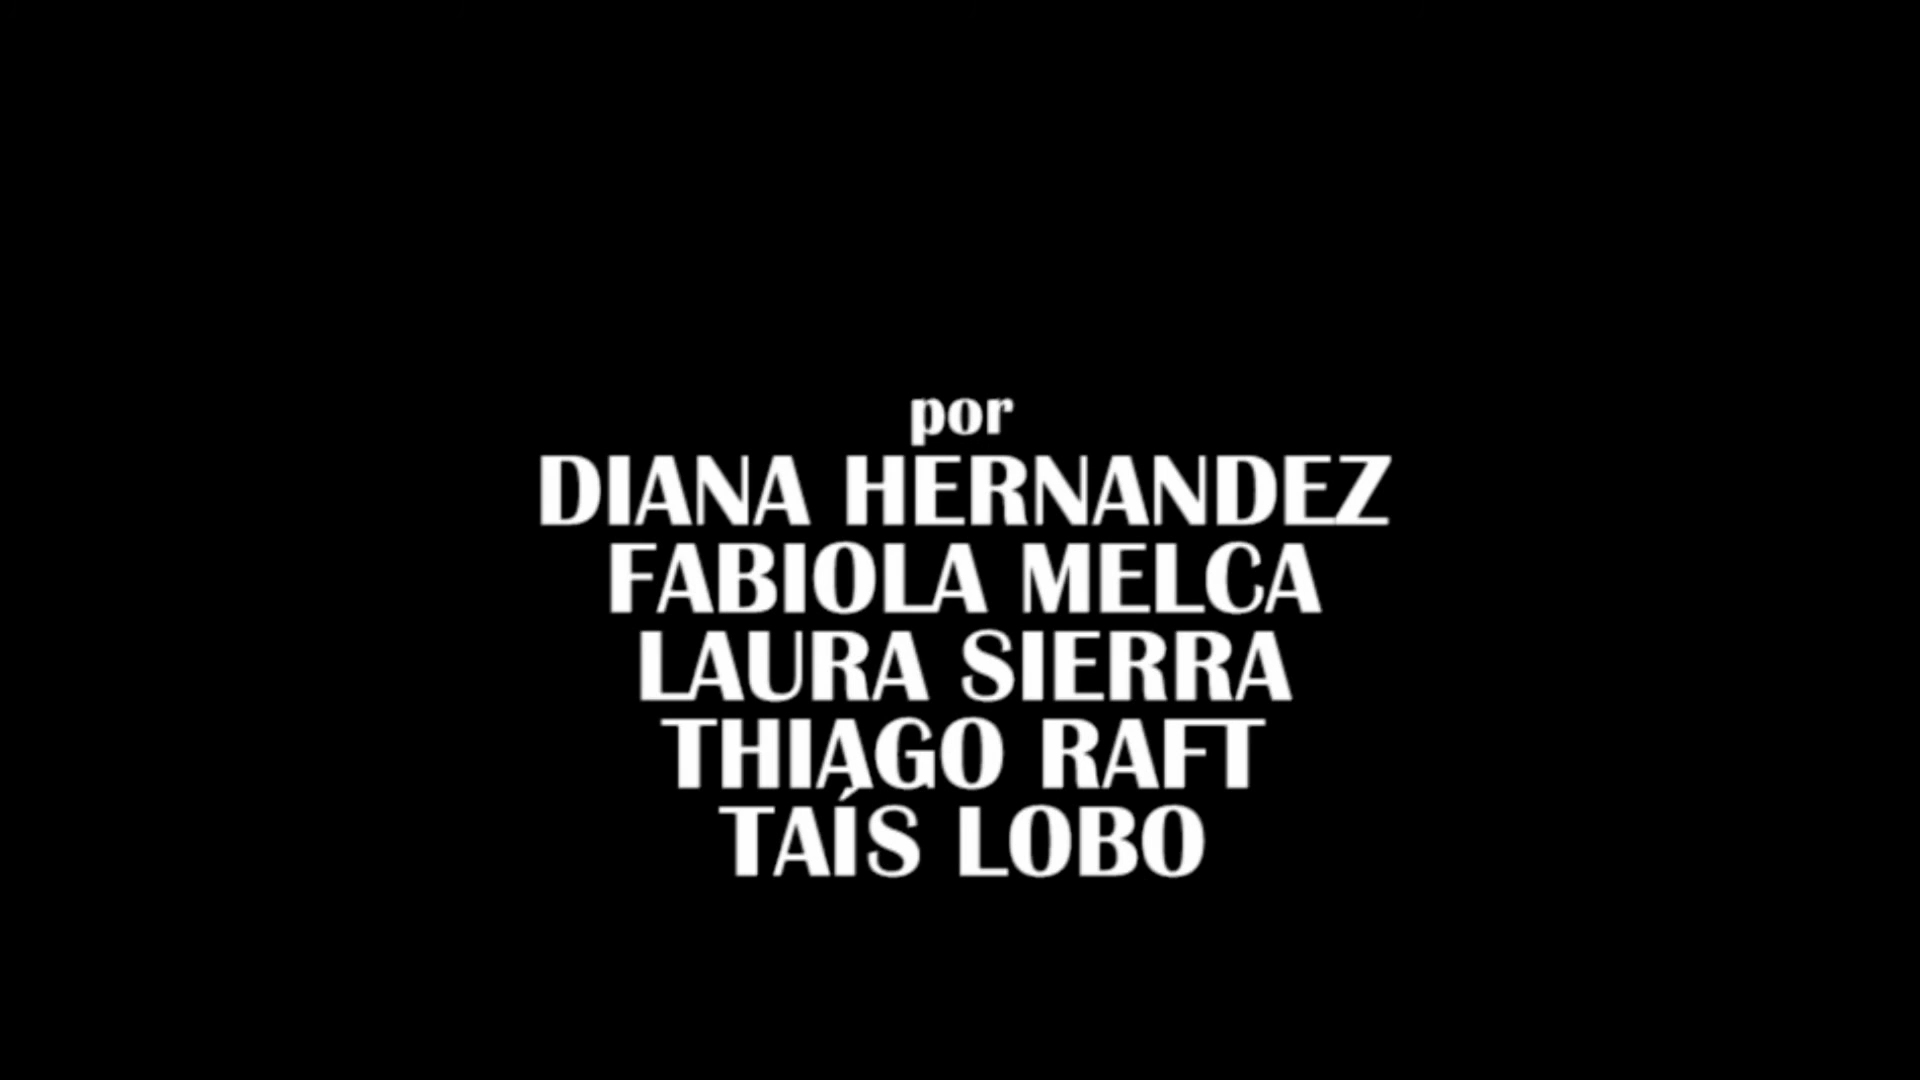 por
DIANA HERNANDEZ
FABIOLA MELCA
LAURA SIERRA
THIAGO RAFT
TAÍS LOBO